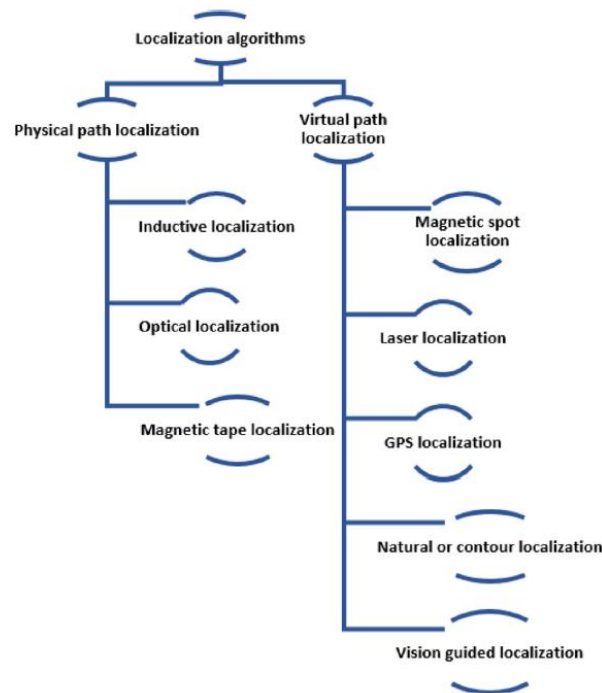 Localization algorithms
Physical path localization
Inductive localization
Optical localization
Magnetic tape localization
Virtual path
localization
Magnetic spot
localization
Laser localization
GPS localization
Natural or contour localization
Vision guided localization